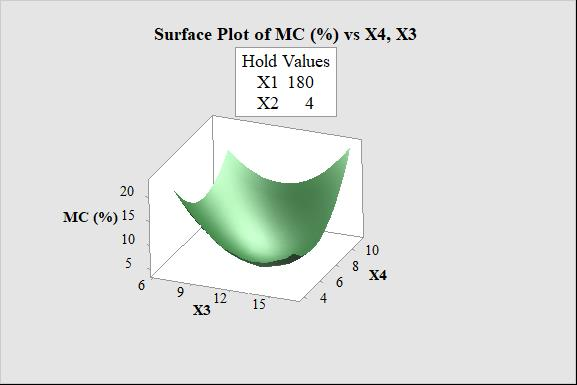 Surface Plot of MC (%) vs X4, X3
Hold Values
X1 180
X2 4
20
MC (%) 15
10
5
6
9
12
15
X3
4
6
8
10
X4